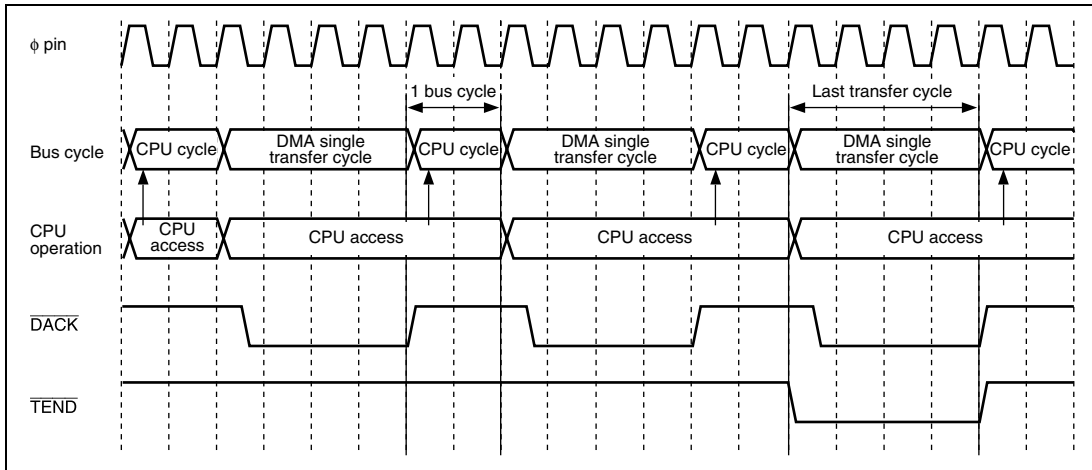 φ pin
1 bus cycle
Last transfer cycle
Bus cycle
CPU cycle
DMA single
transfer cycle
CPU cycle
DMA single
transfer cycle
CPU cycle
DMA single
transfer cycle
CPU cycle
CPU
operation
CPU
access
CPU access
CPU access
CPU access
DACK
TEND